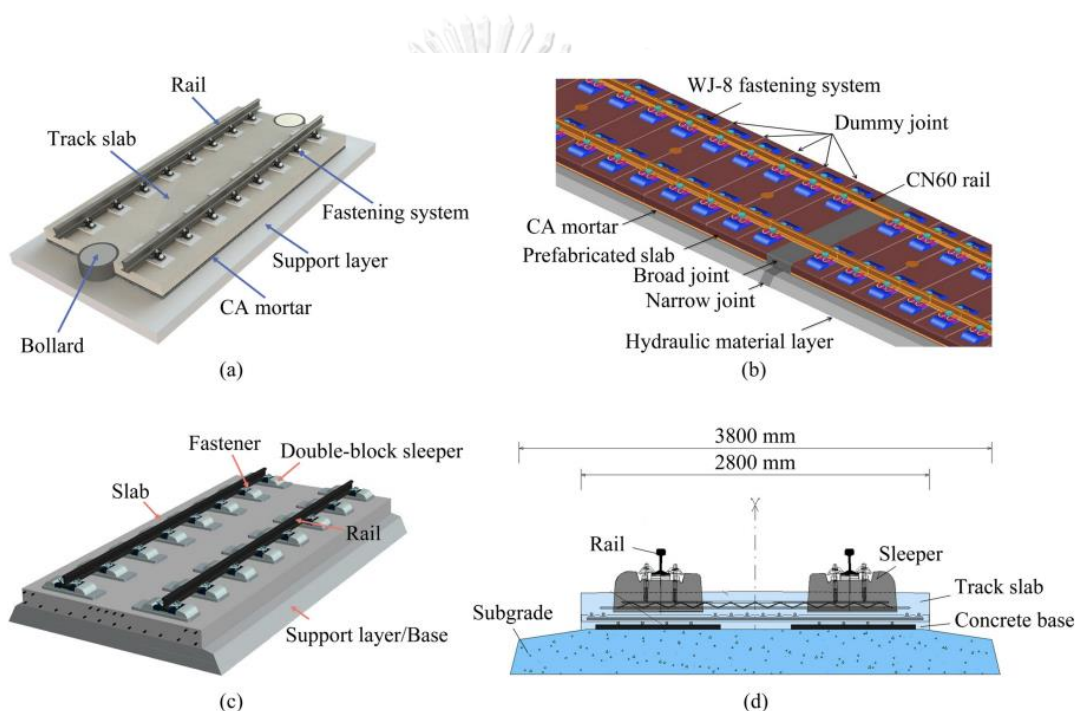 Rail
Track slab
Fastening system
Support layer
CA mortar
Bollard
(a)
WJ-8 fastening system
Dummy joint
CN60 rail
CA mortar
Prefabricated slab
Broad joint
Narrow joint
Hydraulic material layer
(b)
Fastener
Double-block sleeper
Slab
Rail
Support layer/Base
(c)
3800 mm
2800 mm
Rail
Sleeper
Track slab
Subgrade
Concrete base
(d)